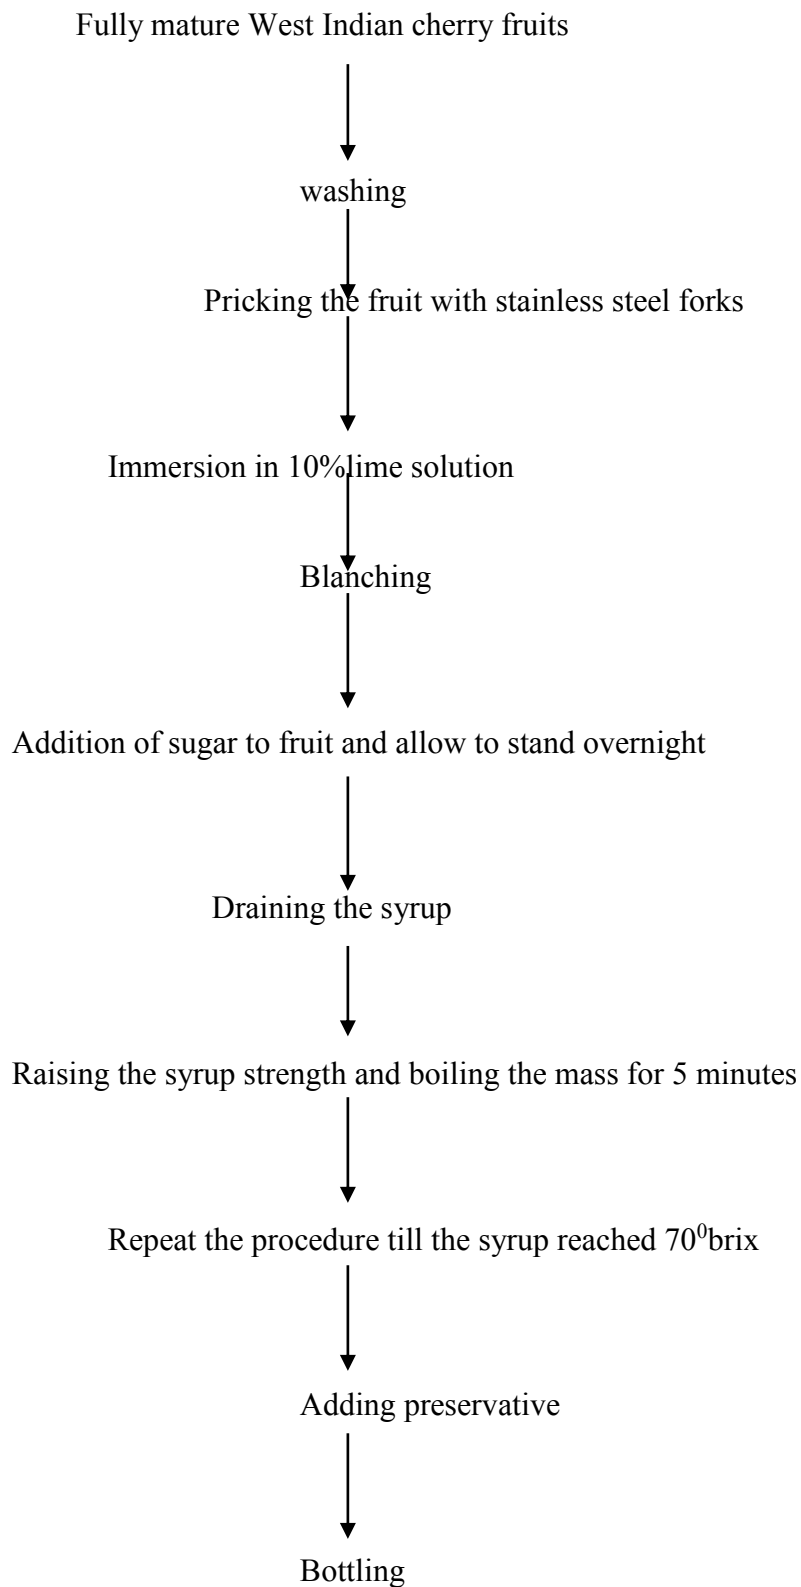 Fully mature West Indian cherry fruits
washing
Pricking the fruit with stainless steel forks
Immersion in 10%lime solution
Blanching
Addition of sugar to fruit and allow to stand overnight
Draining the syrup
Raising the syrup strength and boiling the mass for 5 minutes
Repeat the procedure till the syrup reached 70⁰brix
Adding preservative
Bottling